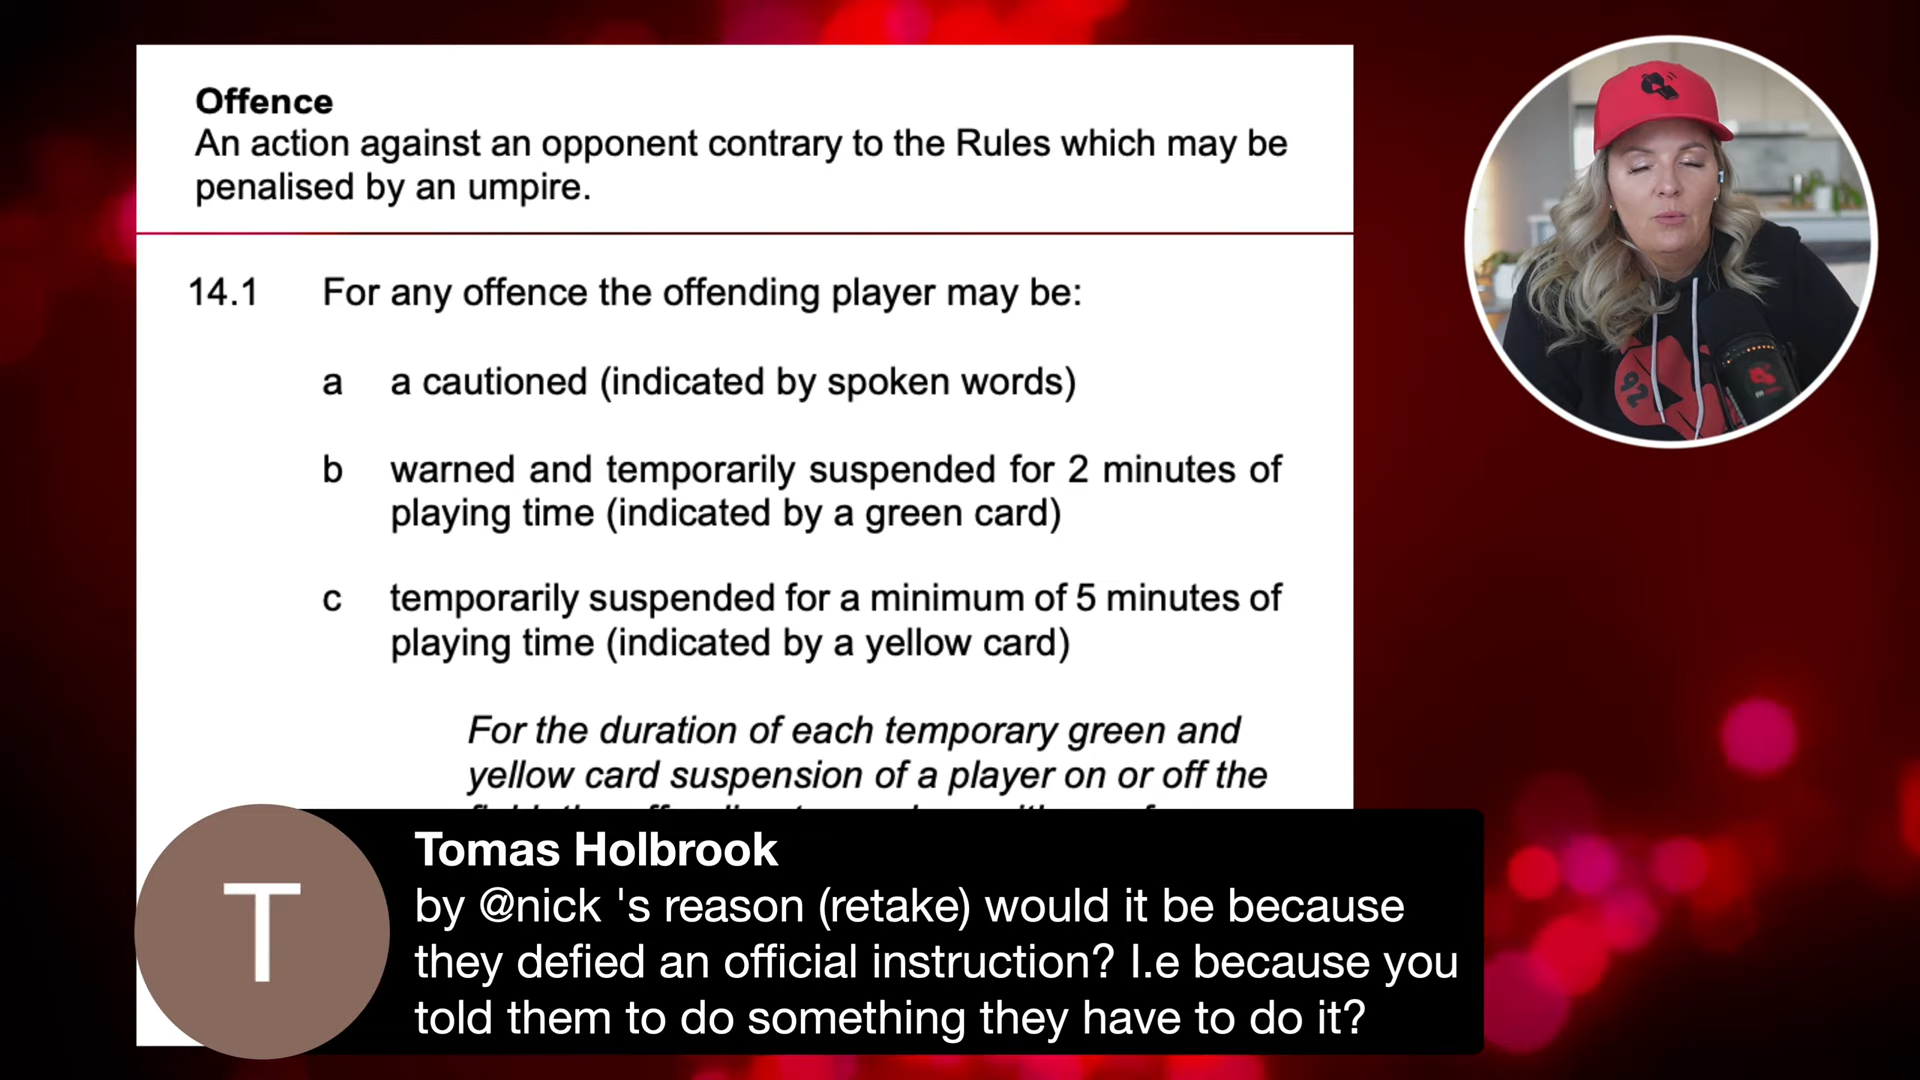 Offence
An action against an opponent contrary to the Rules which may be
penalised by an umpire.
14.1 For any offence the offending player may be:
a a cautioned (indicated by spoken words)
b warned and temporarily suspended for 2 minutes of
playing time (indicated by a green card)
c temporarily suspended for a minimum of 5 minutes of
playing time (indicated by a yellow card)
For the duration of each temporary green and
yellow card suspension of a player on or off the
T
Tomas Holbrook
by @nick 's reason (retake) would it be because
they defied an official instruction? I.e because you
told them to do something they have to do it?
92